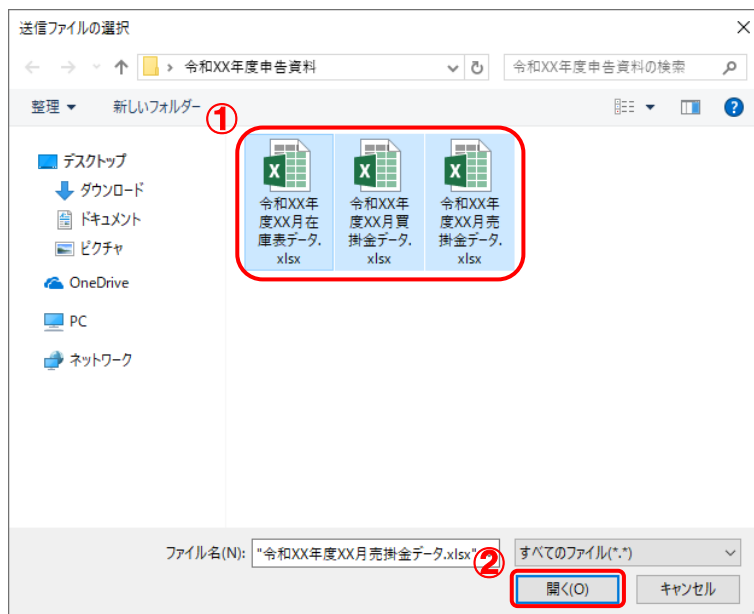 送信ファイルの選択
令和XX年度申告資料
令和XX年度申告資料の検索
整理
新しいフォルダー
①
デスクトップ
ダウンロード
ドキュメント
ピクチャ
OneDrive
PC
ネットワーク
令和XX年
度XX月在
庫表データ.
xlsx
令和XX年
度XX月買
掛金データ.
xlsx
令和XX年
度XX月売
掛金データ.
xlsx
ファイル名(N):
"令和XX年度XX月売掛金データ.xlsx"
すべてのファイル(*.*)
②
開く(O)
キャンセル